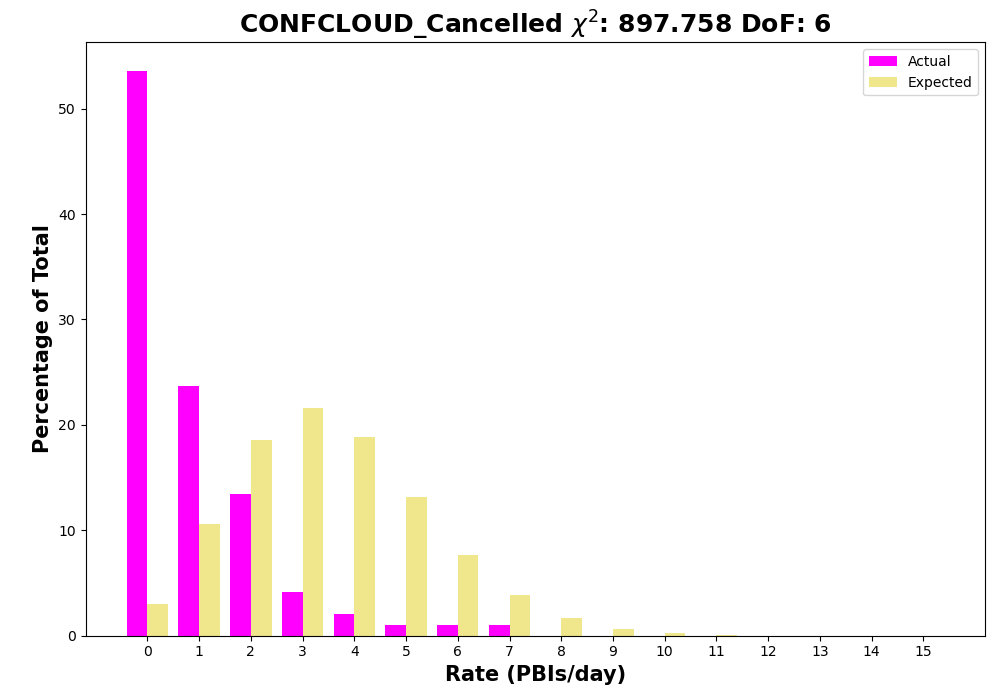 CONFCLOUD_Cancelled χ²: 897.758 DoF: 6
Actual
Expected
Percentage of Total
50
40
30
20
10
0
0 1 2 3 4 5 6 7 8 9 10 11 12 13 14 15
Rate (PBIs/day)